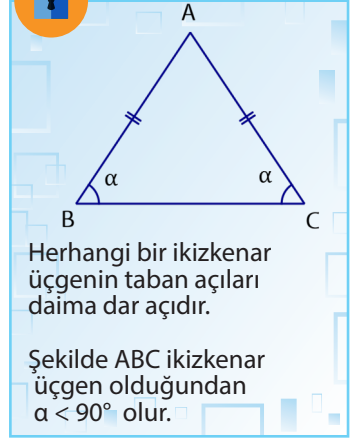 A
α
α
B
C
Herhangi bir ikizkenar
üçgenin taban açıları
daima dar açıdır.
Şekilde ABC ikizkenar
üçgen olduğundan
α < 90° olur.